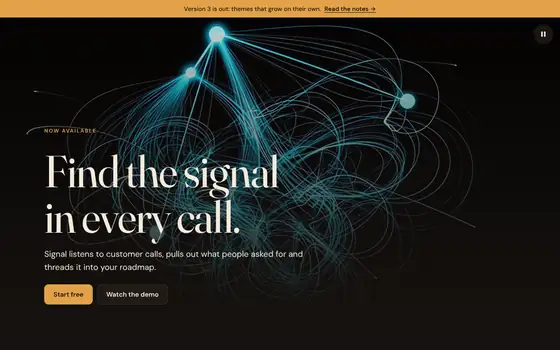 Version 3 is out: themes that grow on their own. Read the notes →
NOW AVAILABLE
Find the signal
in every call.
Signal listens to customer calls, pulls out what people asked for and
threads it into your roadmap.
Start free
Watch the demo